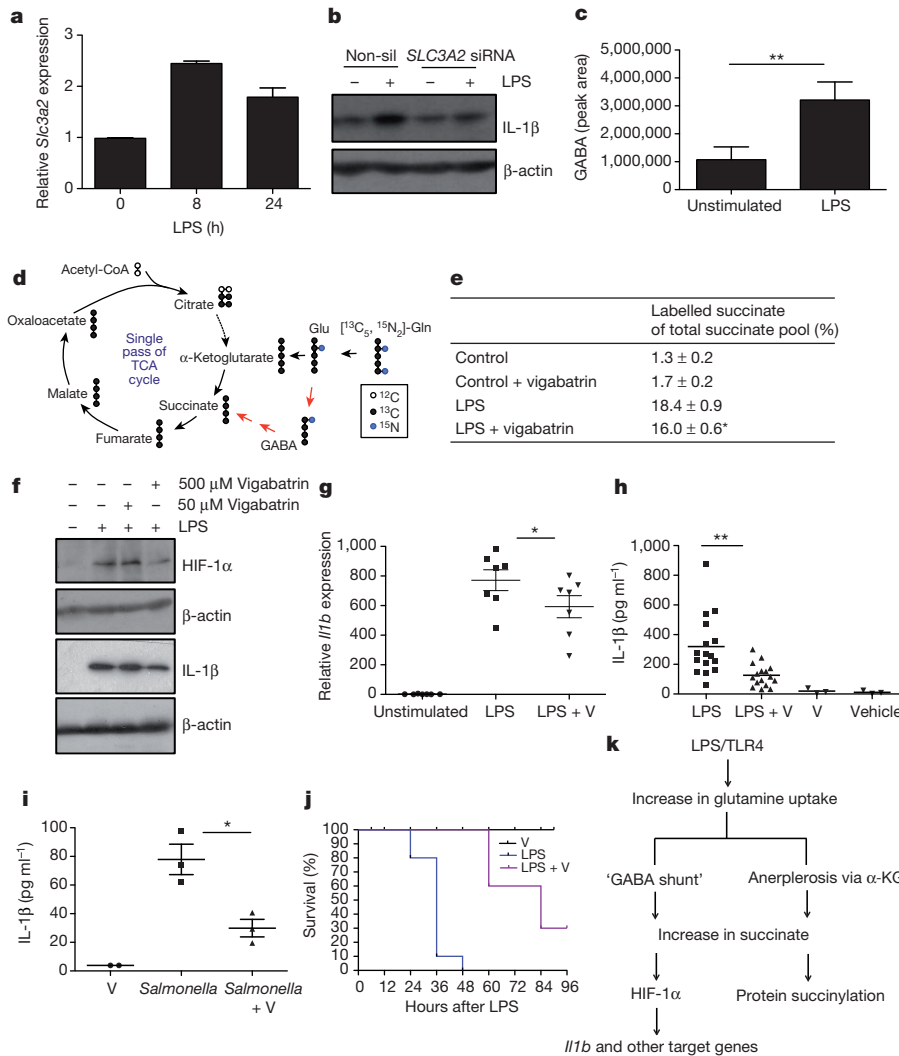 a
Relative Slc3a2 expression
3
2
1
0
0 8 24
LPS (h)
b
Non-sil SLC3A2 siRNA
– + – + LPS
IL-1β
β-actin
c
**
GABA (peak area)
5,000,000
4,000,000
3,000,000
2,000,000
1,000,000
0
Unstimulated LPS
d
Acetyl-CoA
Citrate
Oxaloacetate
Single pass of TCA cycle
α-Ketoglutarate
Glu
[¹³C₅, ¹⁵N₂]-Gln
Malate
Succinate
Fumarate
GABA
¹²C
¹³C
¹⁵N
e
Labelled succinate
of total succinate pool (%)
Control 1.3 ± 0.2
Control + vigabatrin 1.7 ± 0.2
LPS 18.4 ± 0.9
LPS + vigabatrin 16.0 ± 0.6*
f
– – – + 500 μM Vigabatrin
– – + – 50 μM Vigabatrin
– + + + LPS
HIF-1α
β-actin
IL-1β
β-actin
g
*
Relative Il1b expression
1,000
800
600
400
200
0
Unstimulated LPS LPS + V
h
**
IL-1β (pg ml⁻¹)
1,000
800
600
400
200
0
LPS LPS + V V Vehicle
i
*
IL-1β (pg ml⁻¹)
100
80
60
40
20
0
V Salmonella Salmonella + V
j
Survival (%)
100
90
80
70
60
50
40
30
20
10
0
V
LPS
LPS + V
0 12 24 36 48 60 72 84 96
Hours after LPS
k
LPS/TLR4
Increase in glutamine uptake
'GABA shunt' Anerplerosis via α-KG
Increase in succinate
HIF-1α Protein succinylation
Il1b and other target genes